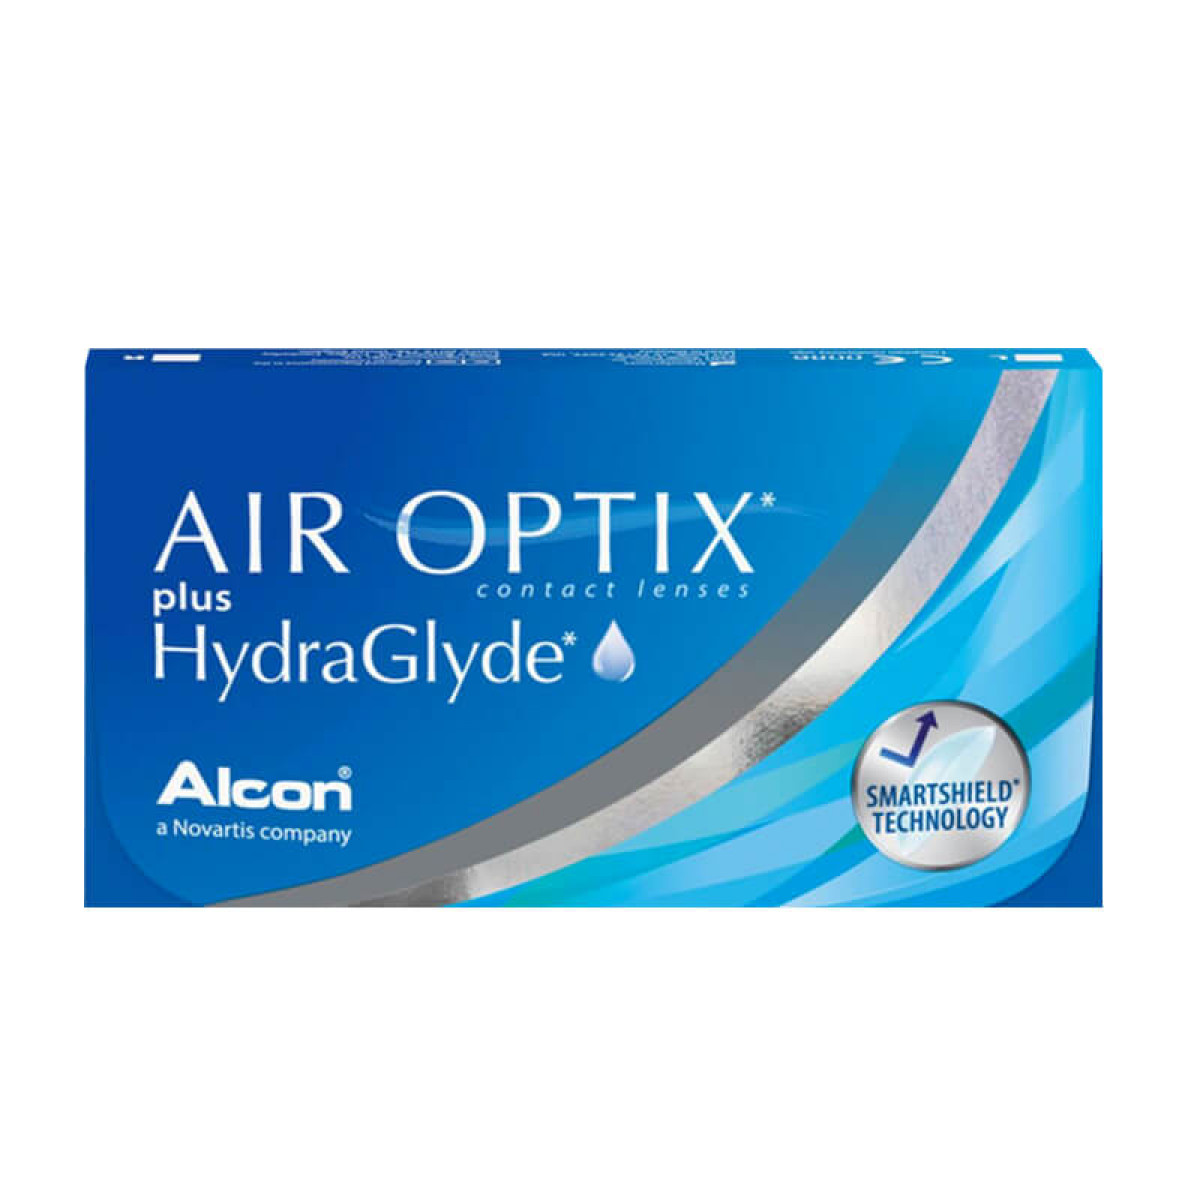 AIR OPTIX*
contact lenses
plus
HydraGlyde*
Alcon®
a Novartis company
SMARTSHIELD*
TECHNOLOGY